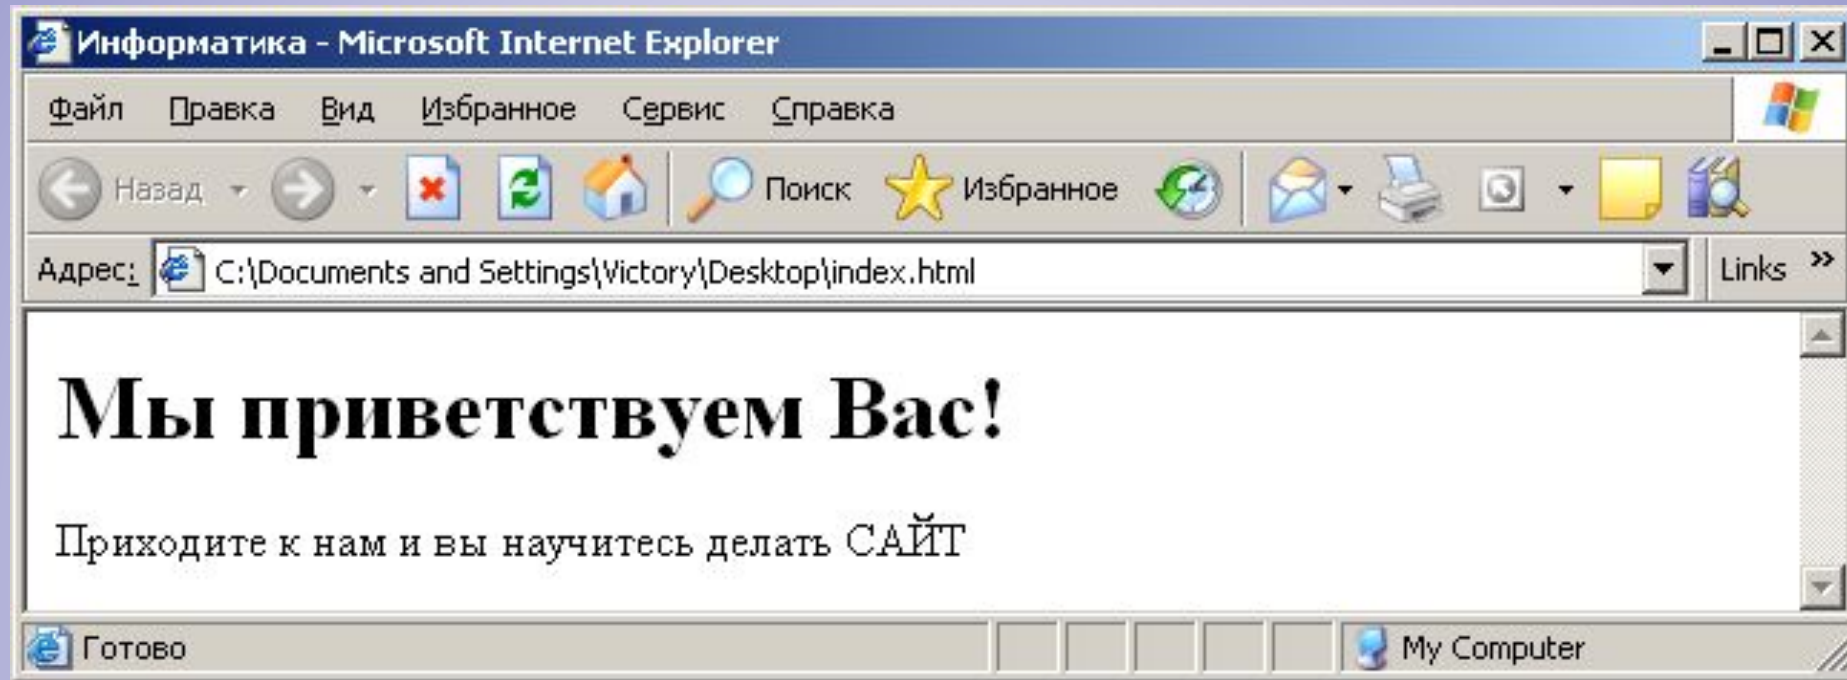 Информатика - Microsoft Internet Explorer
Файл Правка Вид Избранное Сервис Справка
Назад Поиск Избранное
Адрес: C:\Documents and Settings\Victory\Desktop\index.html Links »
Мы приветствуем Вас!
Приходите к нам и вы научитесь делать САЙТ
Готово My Computer